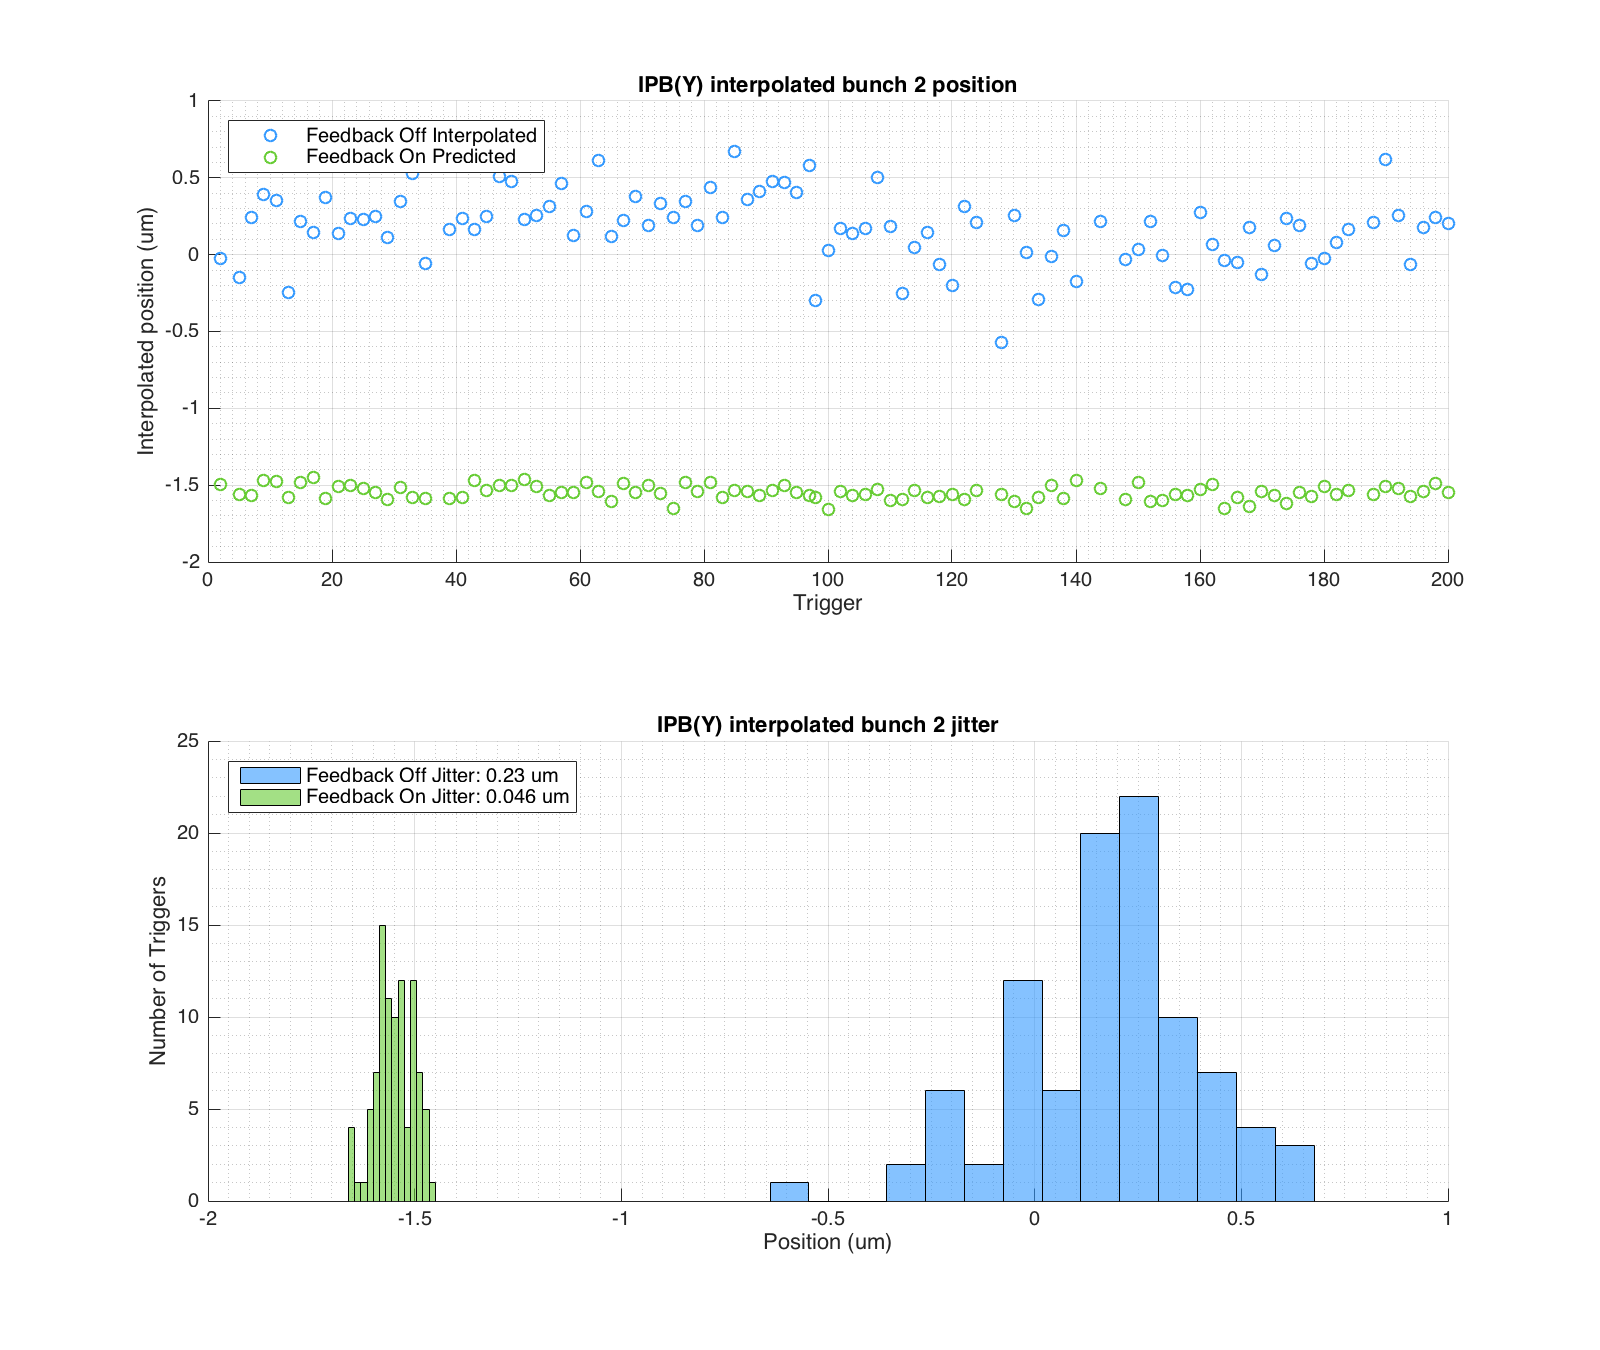 IPB(Y) interpolated bunch 2 position
Interpolated position (um)
1
0.5
0
-0.5
-1
-1.5
-2
Feedback Off Interpolated
Feedback On Predicted
0 20 40 60 80 100 120 140 160 180 200
Trigger
IPB(Y) interpolated bunch 2 jitter
Number of Triggers
25
20
15
10
5
0
Feedback Off Jitter: 0.23 um
Feedback On Jitter: 0.046 um
-2 -1.5 -1 -0.5 0 0.5 1
Position (um)